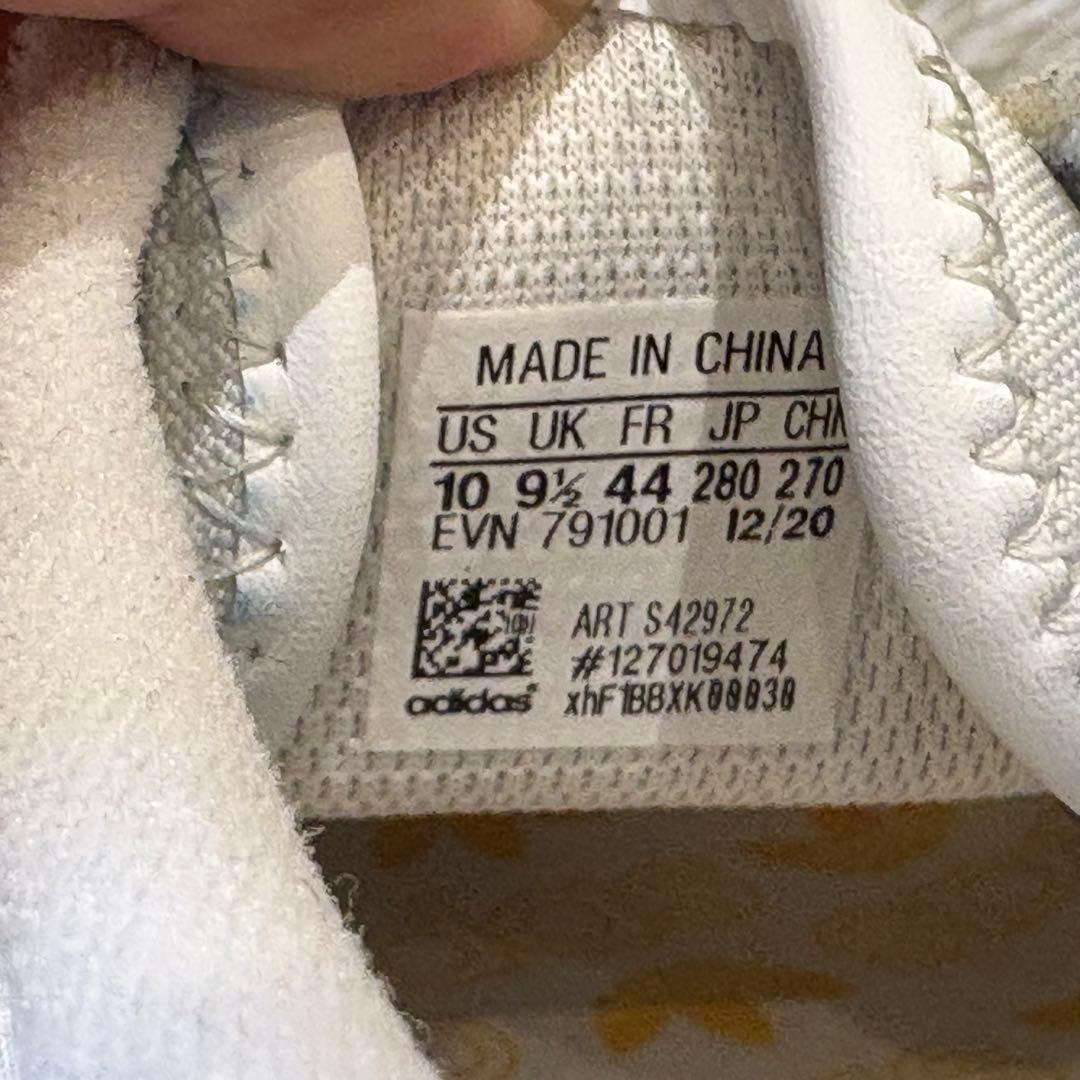 MADE IN CHINA
US UK FR JP CHN
10 9½ 44 280 270
EVN 791001 12/20
ART S42972
#127019474
adidas